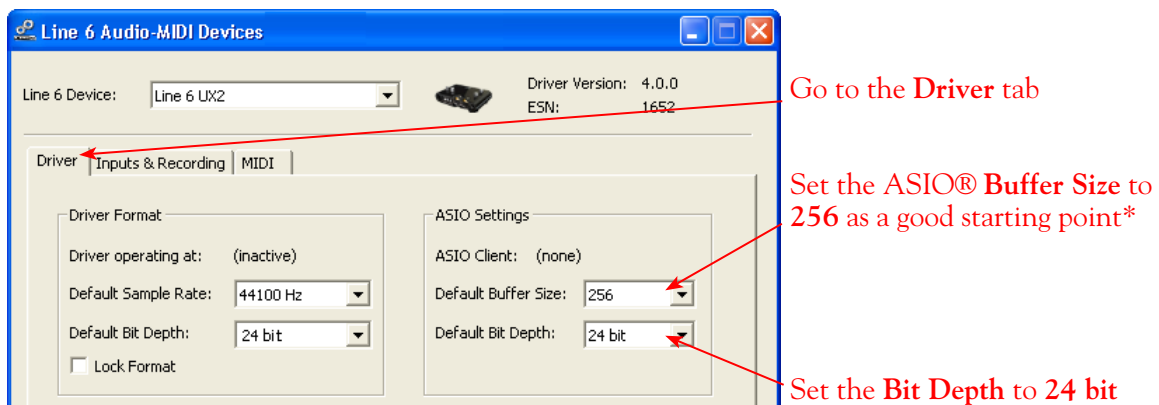 Line 6 Audio-MIDI Devices
Line 6 Device: Line 6 UX2
Driver Version: 4.0.0
ESN: 1652
Go to the Driver tab
Driver Inputs & Recording MIDI
Set the ASIO® Buffer Size to
256 as a good starting point*
Driver Format
Driver operating at: (inactive)
Default Sample Rate: 44100 Hz
Default Bit Depth: 24 bit
Lock Format
ASIO Settings
ASIO Client: (none)
Default Buffer Size: 256
Default Bit Depth: 24 bit
Set the Bit Depth to 24 bit